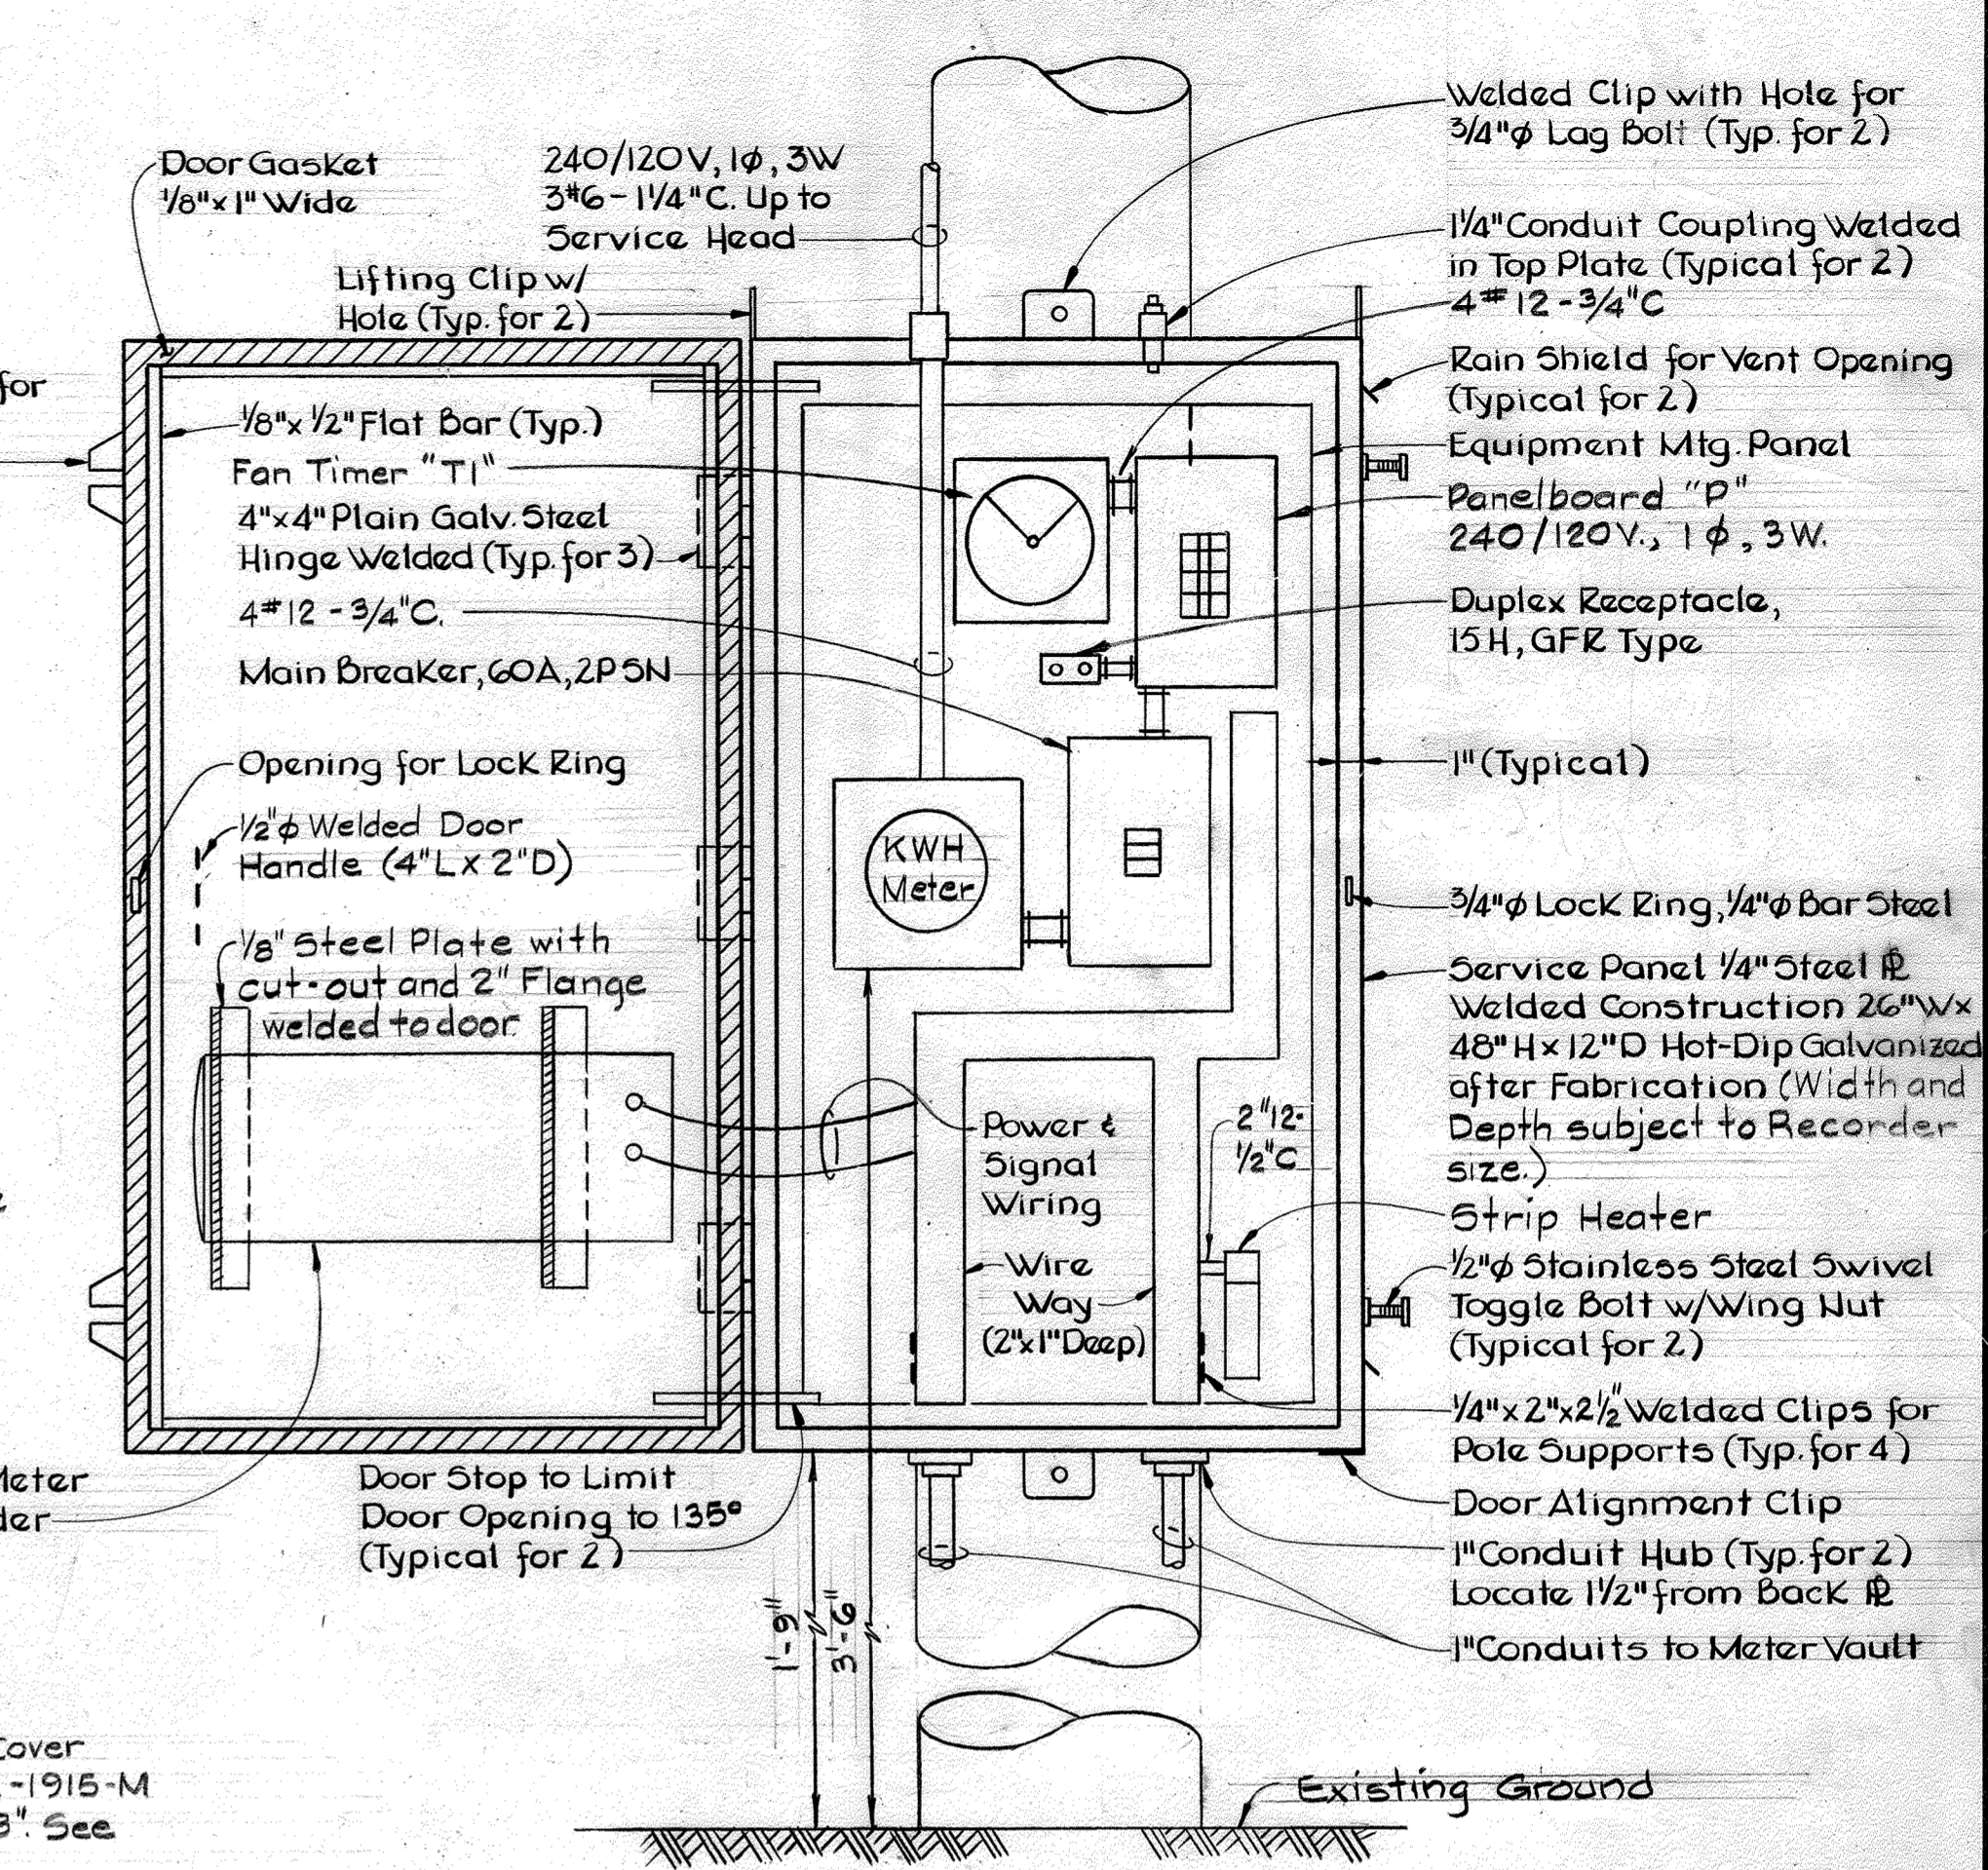 for
Door Gasket
1/8"x 1" Wide
240/120V, 1φ, 3W
3#6 - 1 1/4"C. Up to
Service Head
Lifting Clip w/
Hole (Typ. for 2)
1/8"x 1/2" Flat Bar (Typ.)
Fan Timer "T1"
4"x4" Plain Galv. Steel
Hinge Welded (Typ. for 3)
4#12 - 3/4"C.
Main Breaker, 60A, 2PSN
Opening for Lock Ring
1/2"φ Welded Door
Handle (4"L X 2"D)
1/8" Steel Plate with
cut-out and 2" Flange
welded to door.
KWH
Meter
Power &
Signal
Wiring
Wire
Way
(2"x1" Deep)
2"12-
1/2"C
Door Stop to Limit
Door Opening to 135°
(Typical for 2)
1'-9"
3'-6"
Welded Clip with Hole for
3/4"φ Lag Bolt (Typ. for 2)
1 1/4" Conduit Coupling Welded
in Top Plate (Typical for 2)
4#12 - 3/4"C
Rain Shield for Vent Opening
(Typical for 2)
Equipment Mtg. Panel
Panelboard "P"
240/120V., 1φ, 3W.
Duplex Receptacle,
15H, GFR Type
1" (Typical)
3/4"φ Lock Ring, 1/4"φ Bar Steel
Service Panel 1/4" Steel PL
Welded Construction 26"Wx
48"Hx12"D Hot-Dip Galvanized
after Fabrication (Width and
Depth subject to Recorder
size.)
Strip Heater
1/2"φ Stainless Steel Swivel
Toggle Bolt w/Wing Nut
(Typical for 2)
1/4"x2"x2 1/2" Welded Clips for
Pole Supports (Typ. for 4)
Door Alignment Clip
1" Conduit Hub (Typ. for 2)
Locate 1 1/2" from Back PL
1" Conduits to Meter Vault
Existing Ground
-1915-M
See